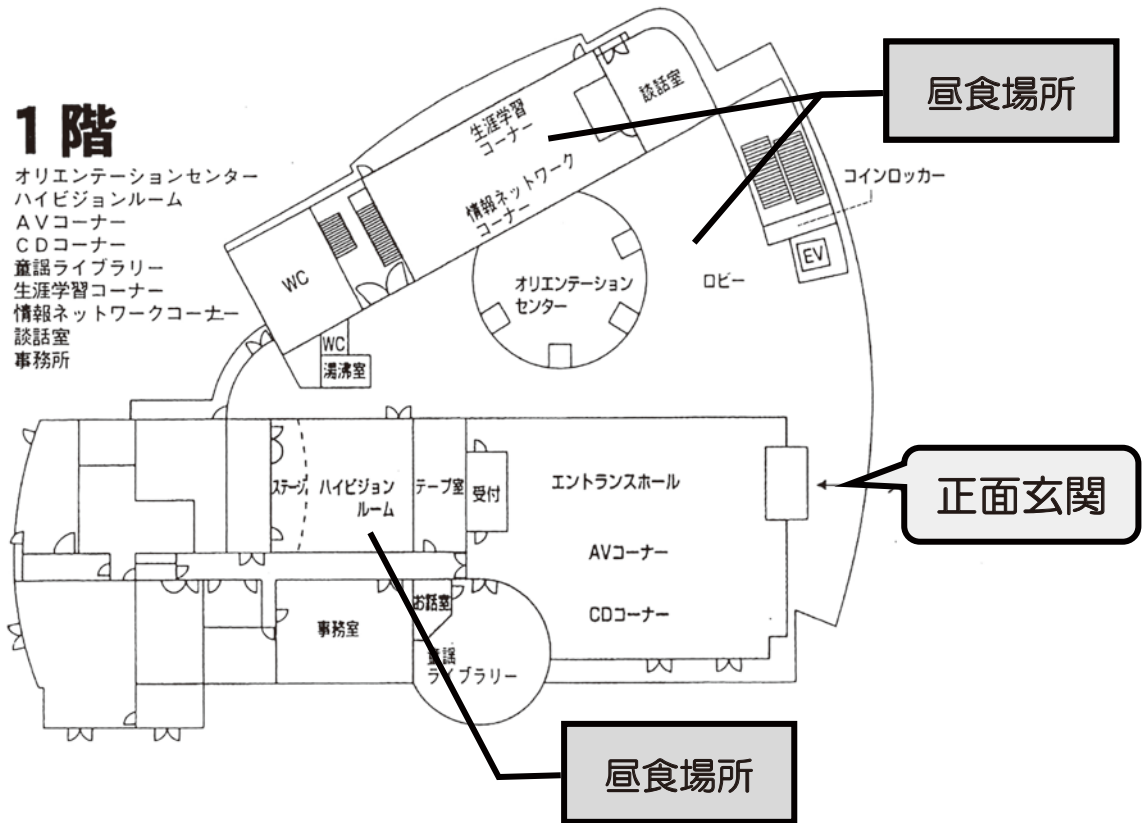 1階
オリエンテーションセンター
ハイビジョンルーム
AVコーナー
CDコーナー
童謡ライブラリー
生涯学習コーナー
情報ネットワークコーナー
談話室
事務所
昼食場所
談話室
生涯学習
コーナー
情報ネットワーク
コーナー
コインロッカー
EV
ロビー
オリエンテーション
センター
WC
WC
湯沸室
ステージ
ハイビジョン
ルーム
テープ室
受付
エントランスホール
正面玄関
AVコーナー
CDコーナー
お話室
事務室
童謡
ライブラリー
昼食場所